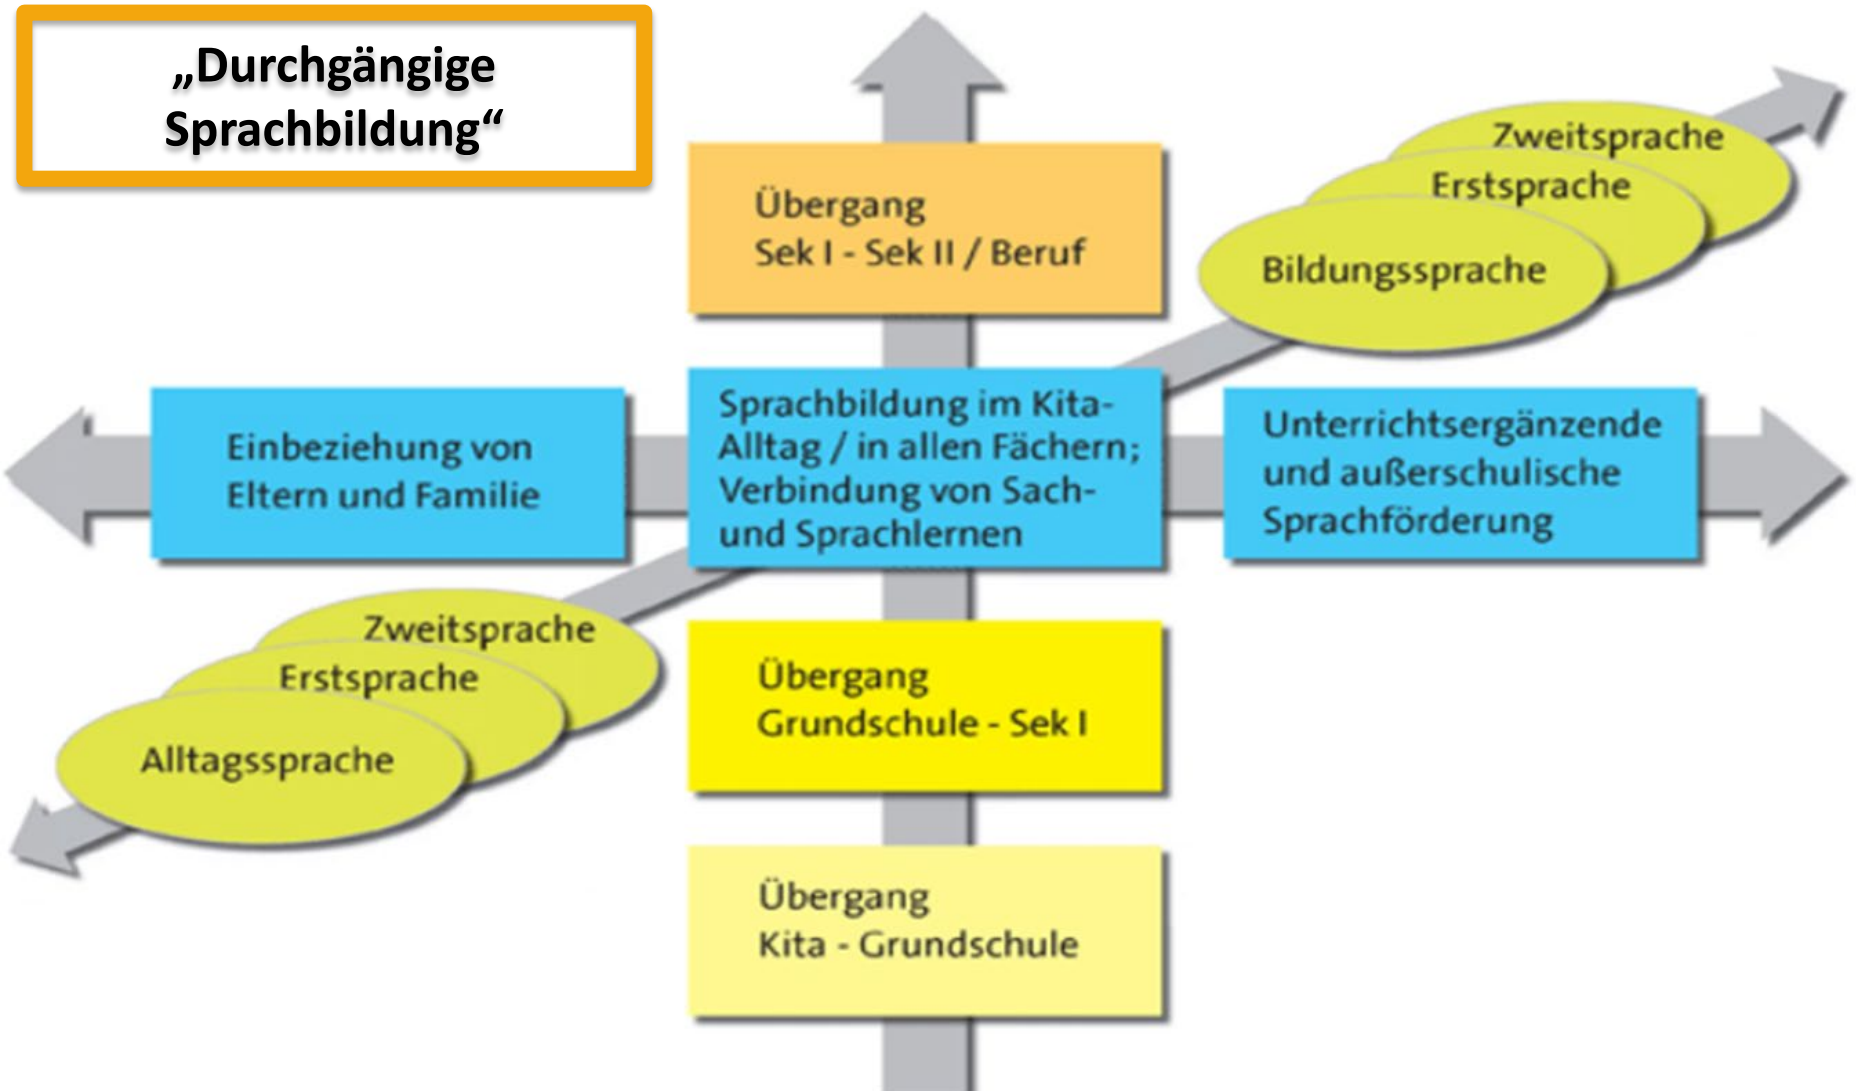 „Durchgängige
Sprachbildung“
Übergang
Sek I - Sek II / Beruf
Zweitsprache
Erstsprache
Bildungssprache
Einbeziehung von
Eltern und Familie
Sprachbildung im Kita-
Alltag / in allen Fächern;
Verbindung von Sach-
und Sprachlernen
Unterrichtsergänzende
und außerschulische
Sprachförderung
Zweitsprache
Erstsprache
Alltagssprache
Übergang
Grundschule - Sek I
Übergang
Kita - Grundschule